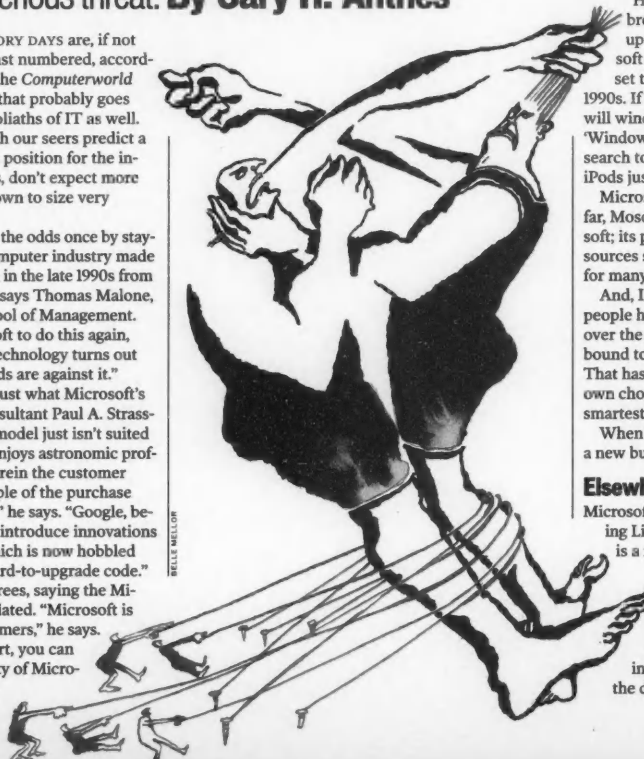 chous threat. By Gary H. Anthes
ORY DAYS are, if not
st numbered, accord-
he Computerworld
that probably goes
oliaths of IT as well.
h our seers predict a
position for the in-
, don't expect more
own to size very
the odds once by stay-
mputer industry made
in the late 1990s from
says Thomas Malone,
ool of Management.
oft to do this again,
echnology turns out
ds are against it."
ust what Microsoft's
sultant Paul A. Strass-
model just isn't suited
njoys astronomic prof-
rein the customer
ple of the purchase
" he says. "Google, be-
introduce innovations
ich is now hobbled
rd-to-upgrade code."
rees, saying the Mi-
lated. "Microsoft is
mers," he says.
rt, you can
ty of Micro-
BELLE MELLOR
bro
up
soft
set t
1990s. If
will wind
'Window
search to
iPods jus
Micros
far, Mosc
soft; its p
sources s
for many
And, I
people h
over the
bound to
That has
own cho
smartest
When
a new bu
Elsewh
Microsof
ing Li
is a
in
the c